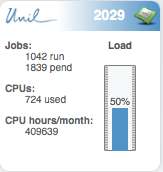 Unil 2029
Jobs: Load
1042 run
1839 pend
CPUs:
724 used
50%
CPU hours/month:
409639